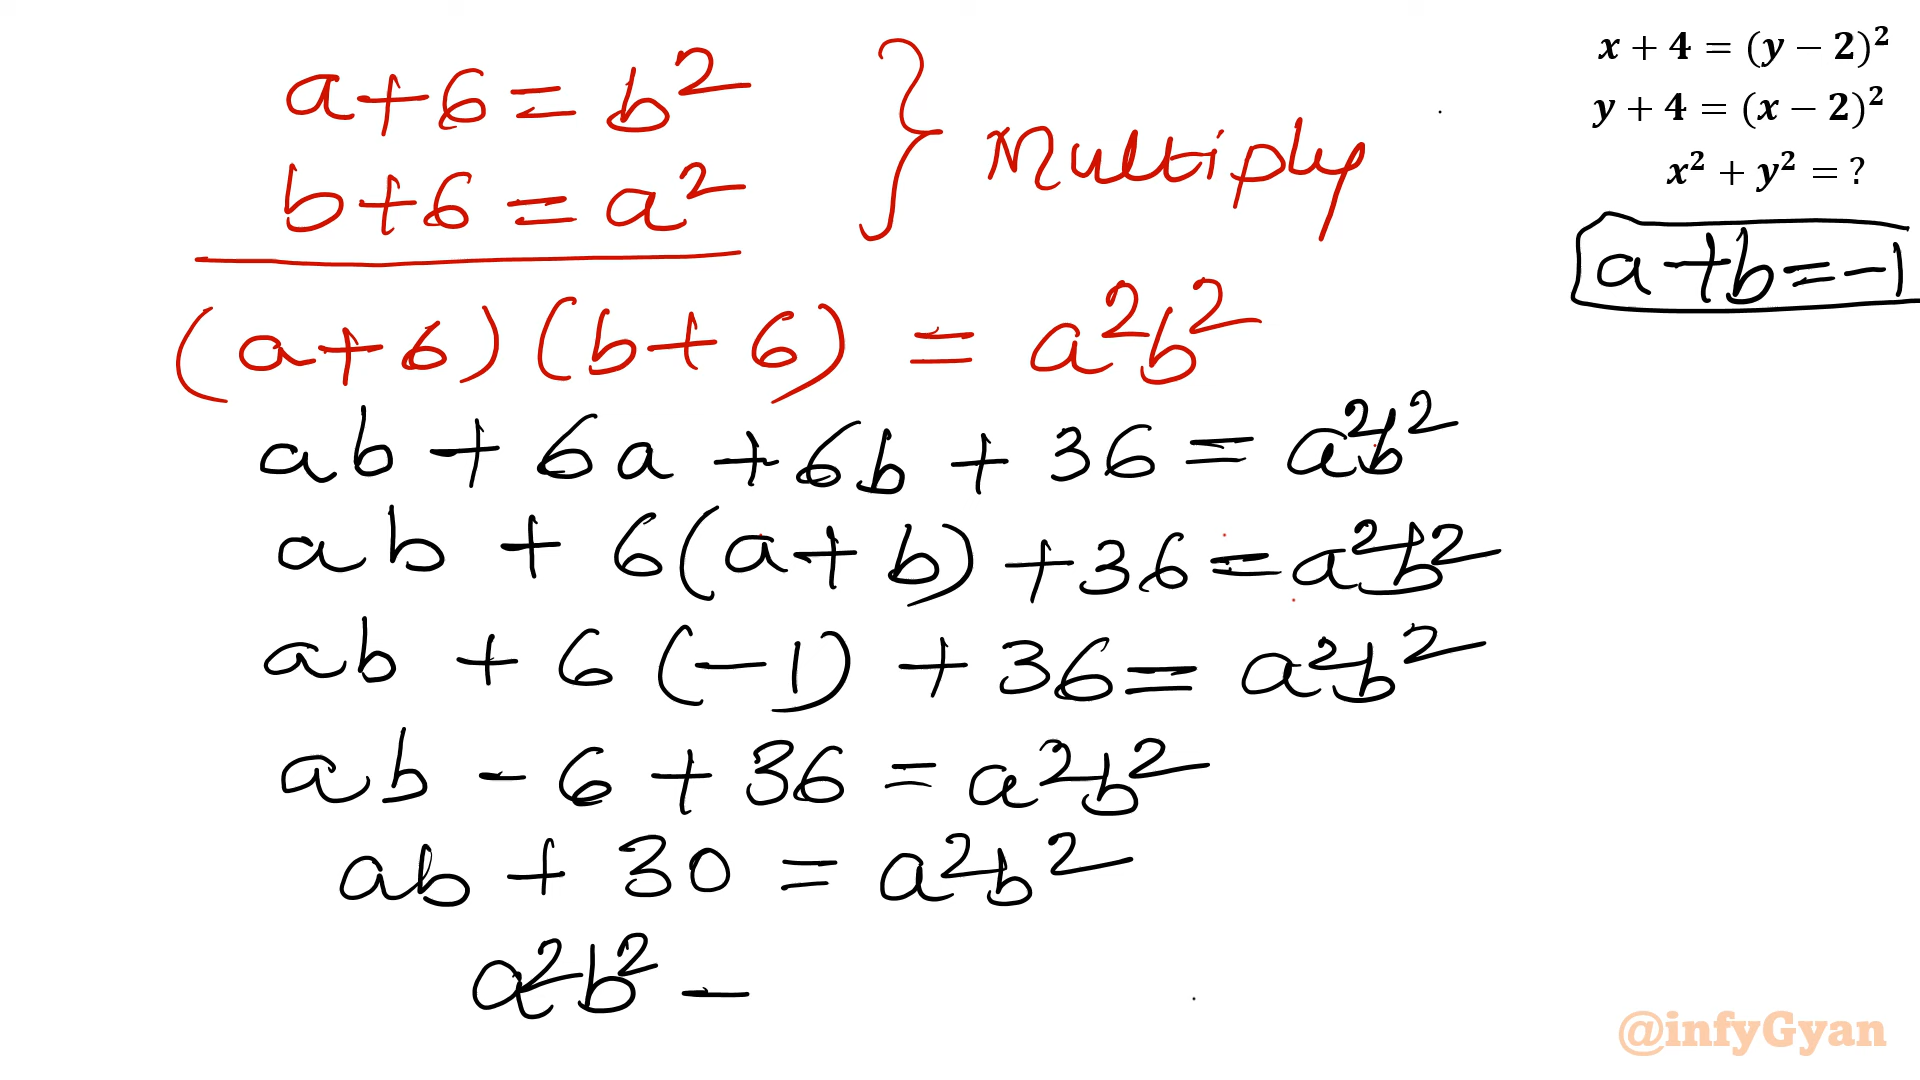 a+6=b²
b+6=a²
} Multiply
x + 4 = (y − 2)²
y + 4 = (x − 2)²
x² + y² = ?
a+b=-1
(a+6)(b+6) = a²b²
ab + 6a + 6b + 36 = a²b²
ab + 6(a+b) + 36 = a²b²
ab + 6(-1) + 36 = a²b²
ab - 6 + 36 = a²b²
ab + 30 = a²b²
a²b² -
@infyGyan